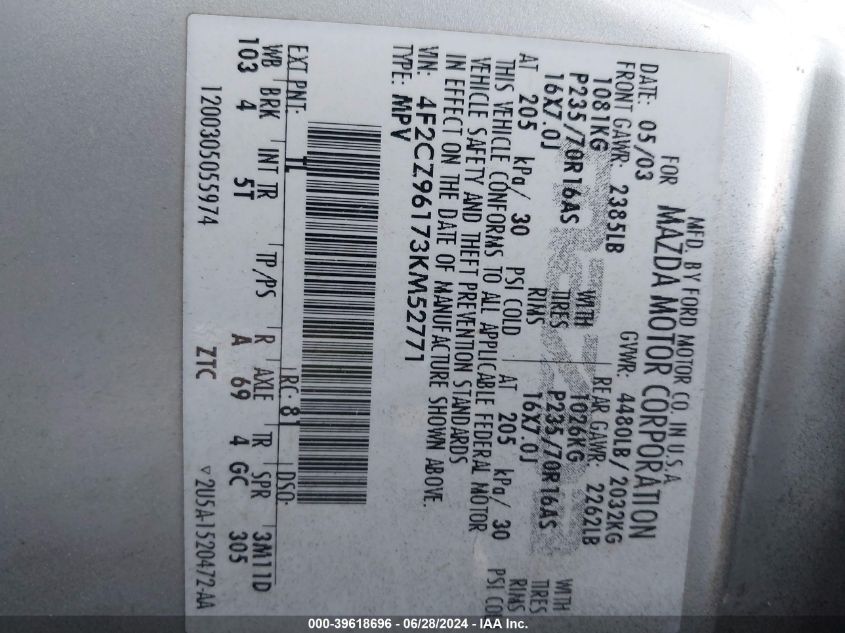 MFD. BY FORD MOTOR CO. IN U.S.A.
FOR MAZDA MOTOR CORPORATION
DATE: 05/03 GVWR: 4480LB/2032KG
FRONT GAWR: 2385LB REAR GAWR: 2262LB
1081KG WITH 1026KG WITH
P235/70R16AS TIRES P235/70R16AS TIRES
16X7.0J RIMS 16X7.0J RIMS
AT 205 kPa/ 30 PSI COLD AT 205 kPa/ 30 PSI COL
THIS VEHICLE CONFORMS TO ALL APPLICABLE FEDERAL MOTOR
VEHICLE SAFETY AND THEFT PREVENTION STANDARDS
IN EFFECT ON THE DATE OF MANUFACTURE SHOWN ABOVE.
VIN: 4F2CZ96173KM52771
TYPE: MPV
EXT PNT: TL RC: 81 DSO:
WB BRK INT TR TP/PS R AXLE TR SPR 3M11D
103 4 5T A 69 4 GC 305
1200305055974 ZTC 2U5A-1520472-AA
000-39618696 - 06/28/2024 - IAA Inc.